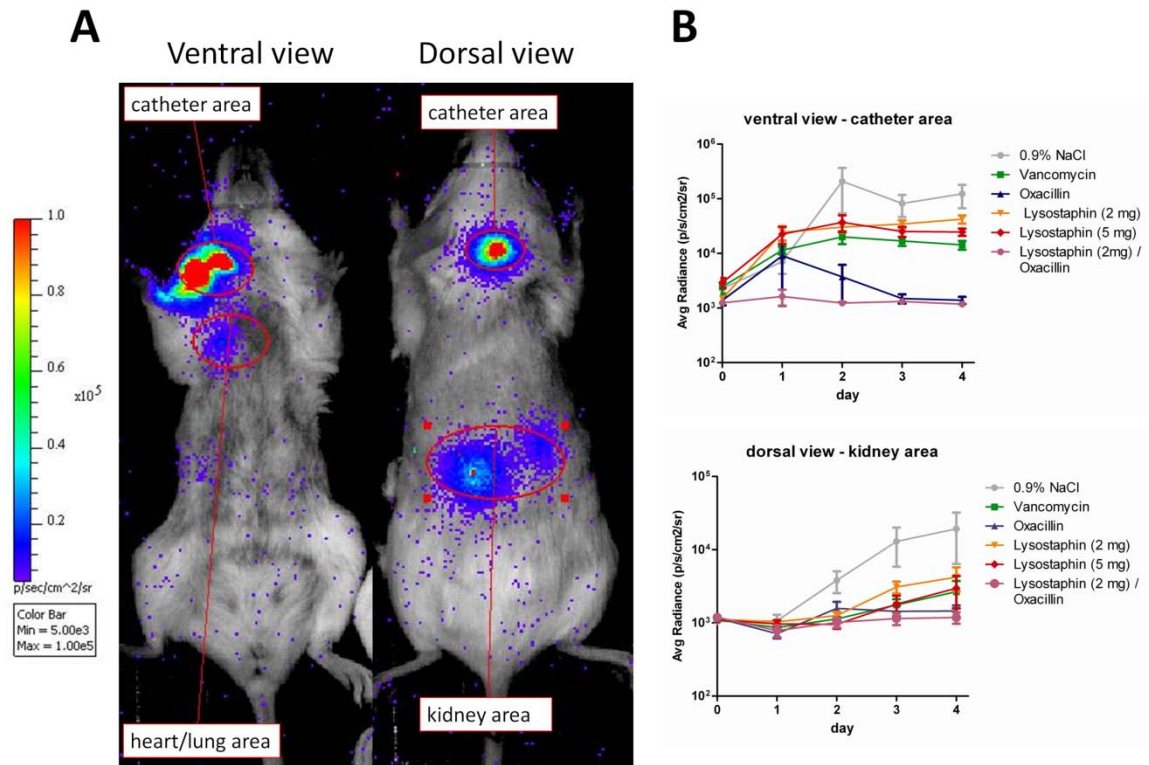 A
Ventral view
Dorsal view
catheter area
catheter area
1.0
0.8
0.6
x10^5
0.4
0.2
p/sec/cm^2/sr
Color Bar
Min = 5.00e3
Max = 1.00e5
heart/lung area
kidney area
B
ventral view - catheter area
Avg Radiance (p/s/cm2/sr)
10^6
10^5
10^4
10^3
10^2
0 1 2 3 4
day
0.9% NaCl
Vancomycin
Oxacillin
Lysostaphin (2 mg)
Lysostaphin (5 mg)
Lysostaphin (2mg) /
Oxacillin
dorsal view - kidney area
Avg Radiance (p/s/cm2/sr)
10^5
10^4
10^3
10^2
0 1 2 3 4
day
0.9% NaCl
Vancomycin
Oxacillin
Lysostaphin (2 mg)
Lysostaphin (5 mg)
Lysostaphin (2 mg) /
Oxacillin